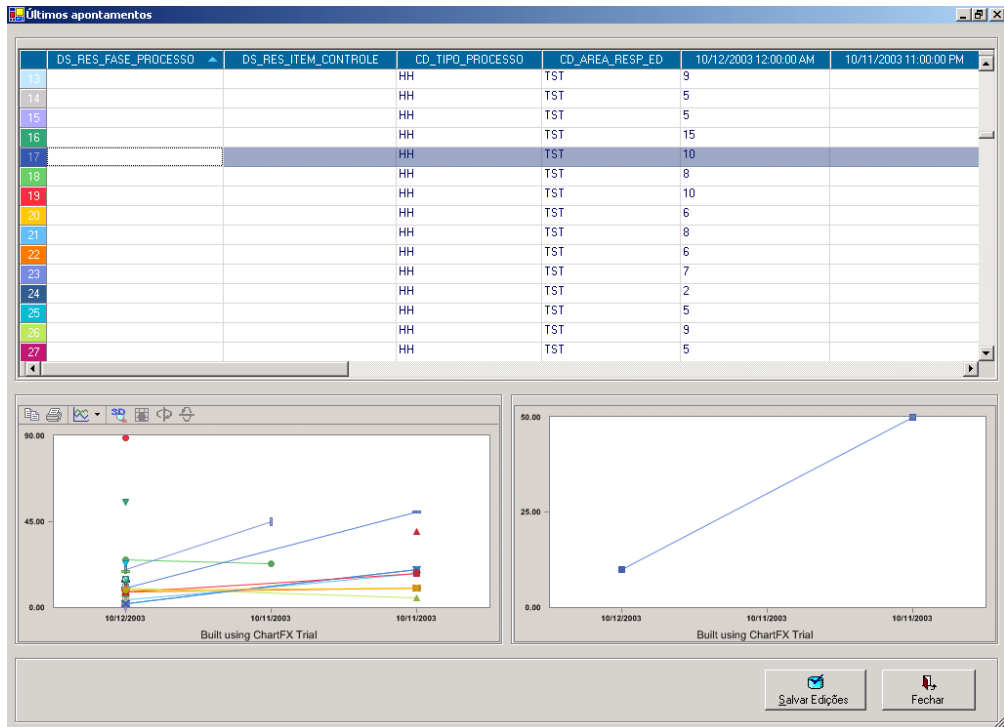 Últimos apontamentos
DS_RES_FASE_PROCESSO DS_RES_ITEM_CONTROLE CD_TIPO_PROCESSO CD_AREA_RESP_ED 10/12/2003 12:00:00 AM 10/11/2003 11:00:00 PM
13 HH TST 9
14 HH TST 5
15 HH TST 5
16 HH TST 15
17 HH TST 10
18 HH TST 8
19 HH TST 10
20 HH TST 6
21 HH TST 8
22 HH TST 6
23 HH TST 7
24 HH TST 2
25 HH TST 5
26 HH TST 9
27 HH TST 5
3D
90.00
45.00
0.00
10/12/2003 10/11/2003 10/11/2003
Built using ChartFX Trial
50.00
25.00
0.00
10/12/2003 10/11/2003 10/11/2003
Built using ChartFX Trial
Salvar Edições
Fechar